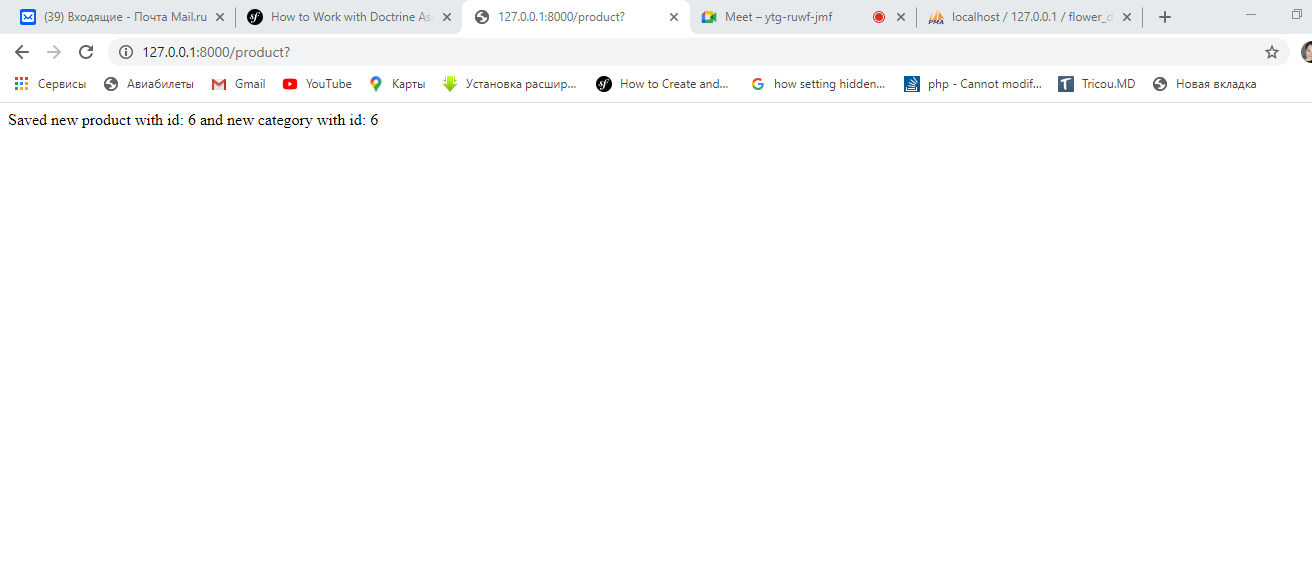 (39) Входящие - Почта Mail.ru
How to Work with Doctrine Ass
127.0.0.1:8000/product?
Meet – ytg-ruwf-jmf
localhost / 127.0.0.1 / flower_d
127.0.0.1:8000/product?
Сервисы
Авиабилеты
Gmail
YouTube
Карты
Установка расшир...
How to Create and...
how setting hidden...
php - Cannot modif...
Tricou.MD
Новая вкладка
Saved new product with id: 6 and new category with id: 6